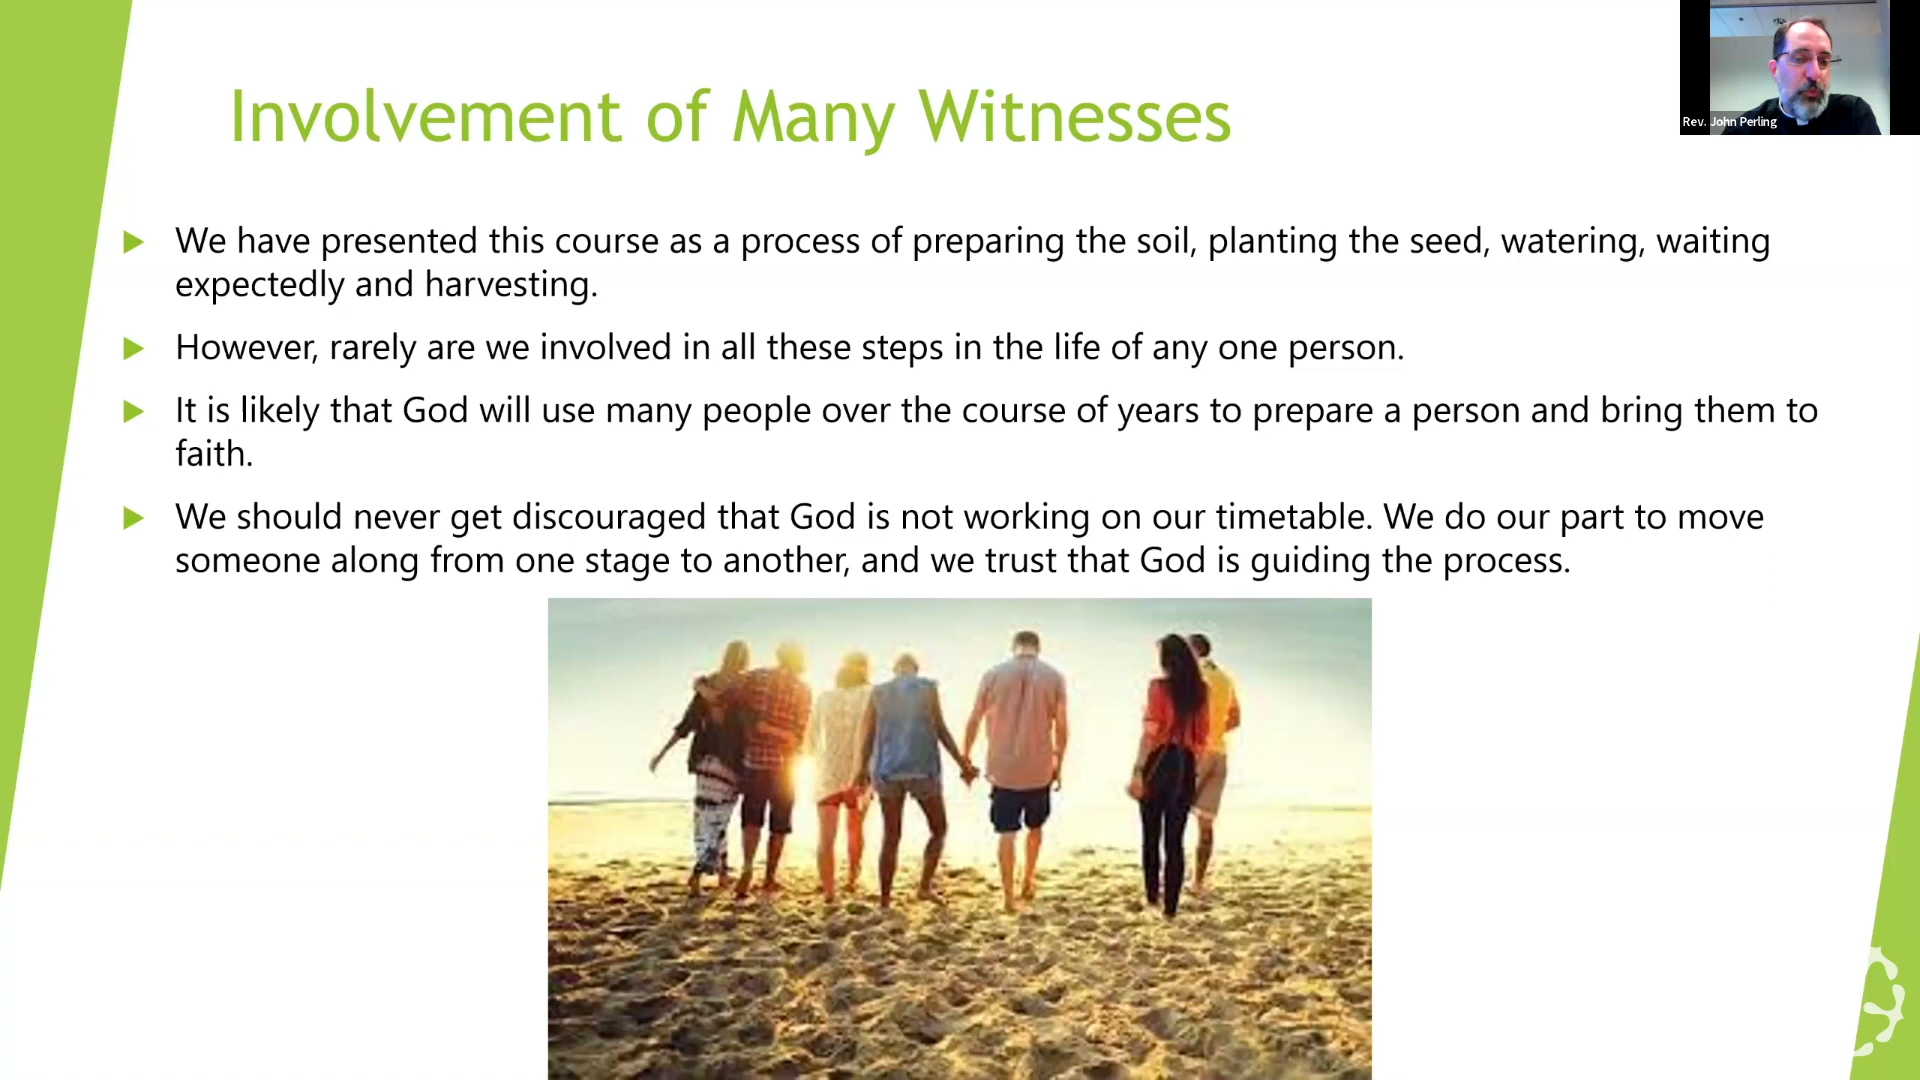 Involvement of Many Witnesses
Rev. John Perling
We have presented this course as a process of preparing the soil, planting the seed, watering, waiting
expectedly and harvesting.
However, rarely are we involved in all these steps in the life of any one person.
It is likely that God will use many people over the course of years to prepare a person and bring them to
faith.
We should never get discouraged that God is not working on our timetable. We do our part to move
someone along from one stage to another, and we trust that God is guiding the process.